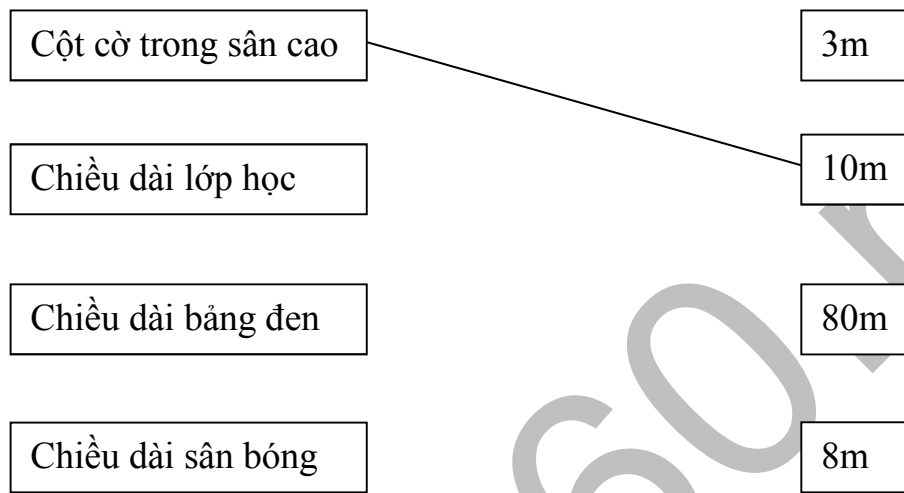 Cột cờ trong sân cao
3m
Chiều dài lớp học
10m
Chiều dài bảng đen
80m
Chiều dài sân bóng
8m
60